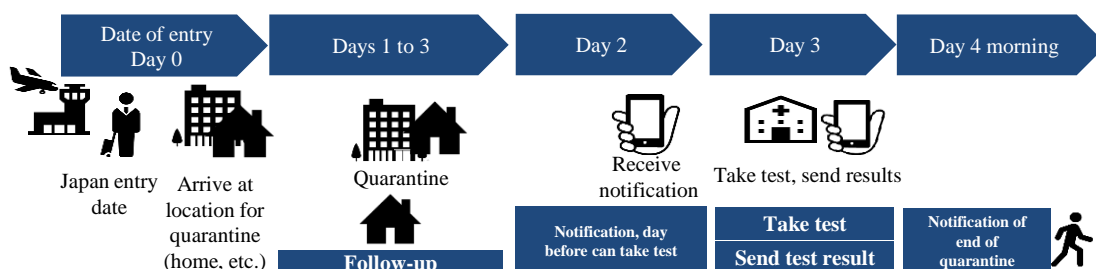 Date of entry
Day 0
Days 1 to 3
Day 2
Day 3
Day 4 morning
Japan entry
date
Arrive at
location for
quarantine
(home, etc.)
Quarantine
Receive
notification
Take test, send results
Follow-up
Notification, day
before can take test
Take test
Send test result
Notification of
end of
quarantine